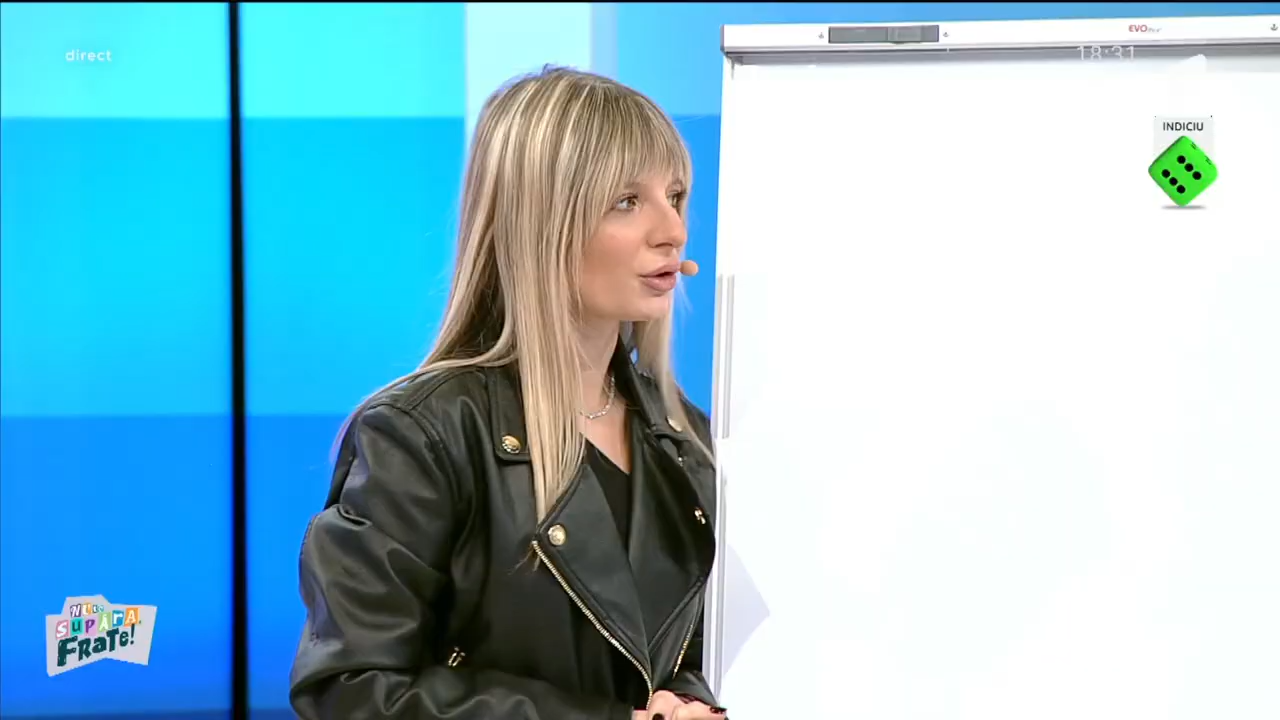 direct
EVO
18:31
INDICIU
NU TE
SUPĂRA,
FRATE!